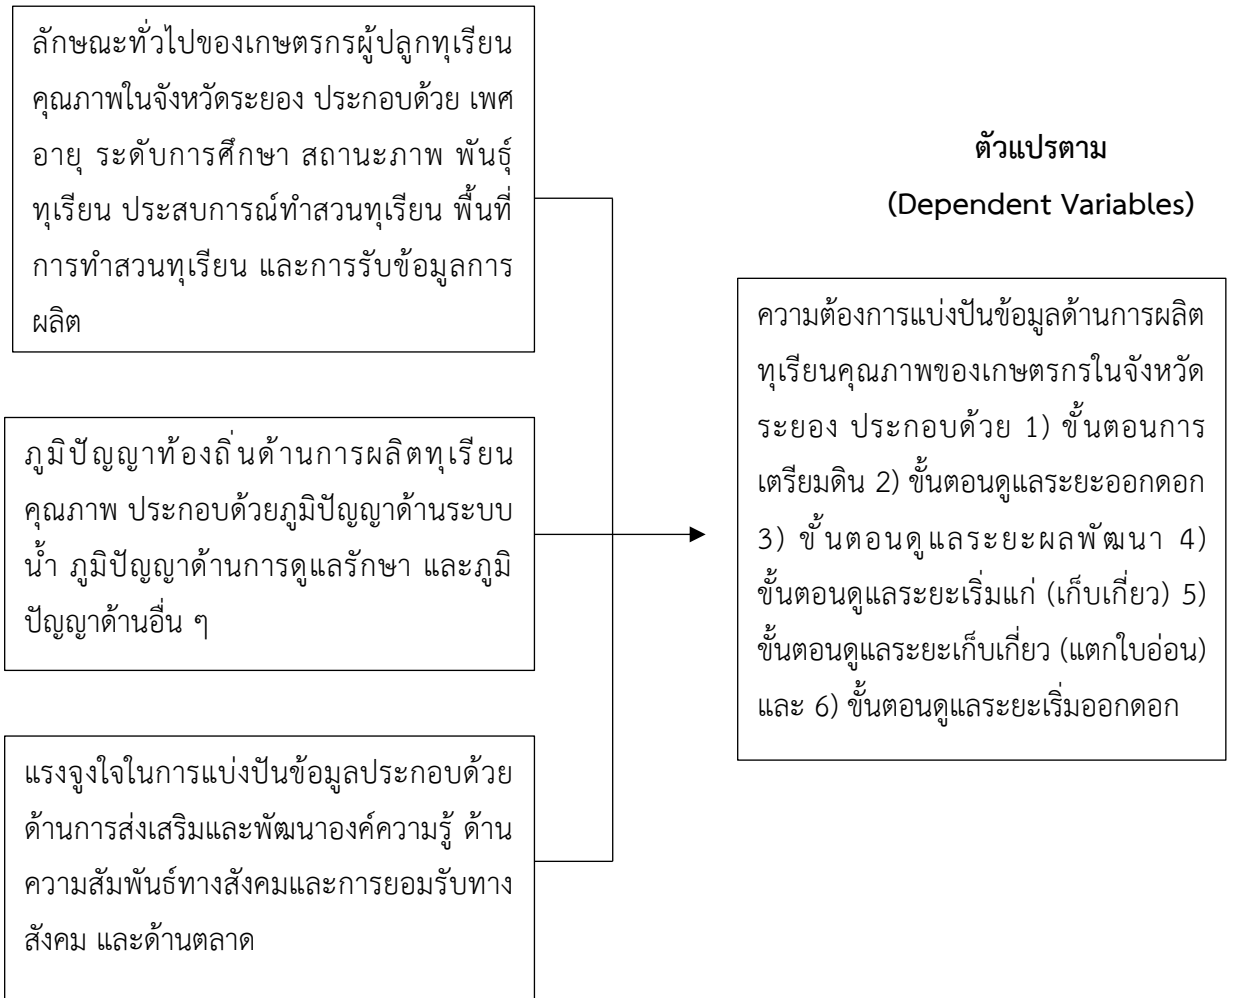 ลักษณะทั่วไปของเกษตรกรผู้ปลูกทุเรียน
คุณภาพในจังหวัดระยอง ประกอบด้วย เพศ
อายุ ระดับการศึกษา สถานะภาพ พันธุ์
ทุเรียน ประสบการณ์ทำสวนทุเรียน พื้นที่
การทำสวนทุเรียน และการรับข้อมูลการ
ผลิต
ภูมิปัญญาท้องถิ่นด้านการผลิตทุเรียน
คุณภาพ ประกอบด้วยภูมิปัญญาด้านระบบ
น้ำ ภูมิปัญญาด้านการดูแลรักษา และภูมิ
ปัญญาด้านอื่น ๆ
แรงจูงใจในการแบ่งปันข้อมูลประกอบด้วย
ด้านการส่งเสริมและพัฒนาองค์ความรู้ ด้าน
ความสัมพันธ์ทางสังคมและการยอมรับทาง
สังคม และด้านตลาด
ตัวแปรตาม
(Dependent Variables)
ความต้องการแบ่งปันข้อมูลด้านการผลิต
ทุเรียนคุณภาพของเกษตรกรในจังหวัด
ระยอง ประกอบด้วย 1) ขั้นตอนการ
เตรียมดิน 2) ขั้นตอนดูแลระยะออกดอก
3) ขั้นตอนดูแลระยะผลพัฒนา 4)
ขั้นตอนดูแลระยะเริ่มแก่ (เก็บเกี่ยว) 5)
ขั้นตอนดูแลระยะเก็บเกี่ยว (แตกใบอ่อน)
และ 6) ขั้นตอนดูแลระยะเริ่มออกดอก